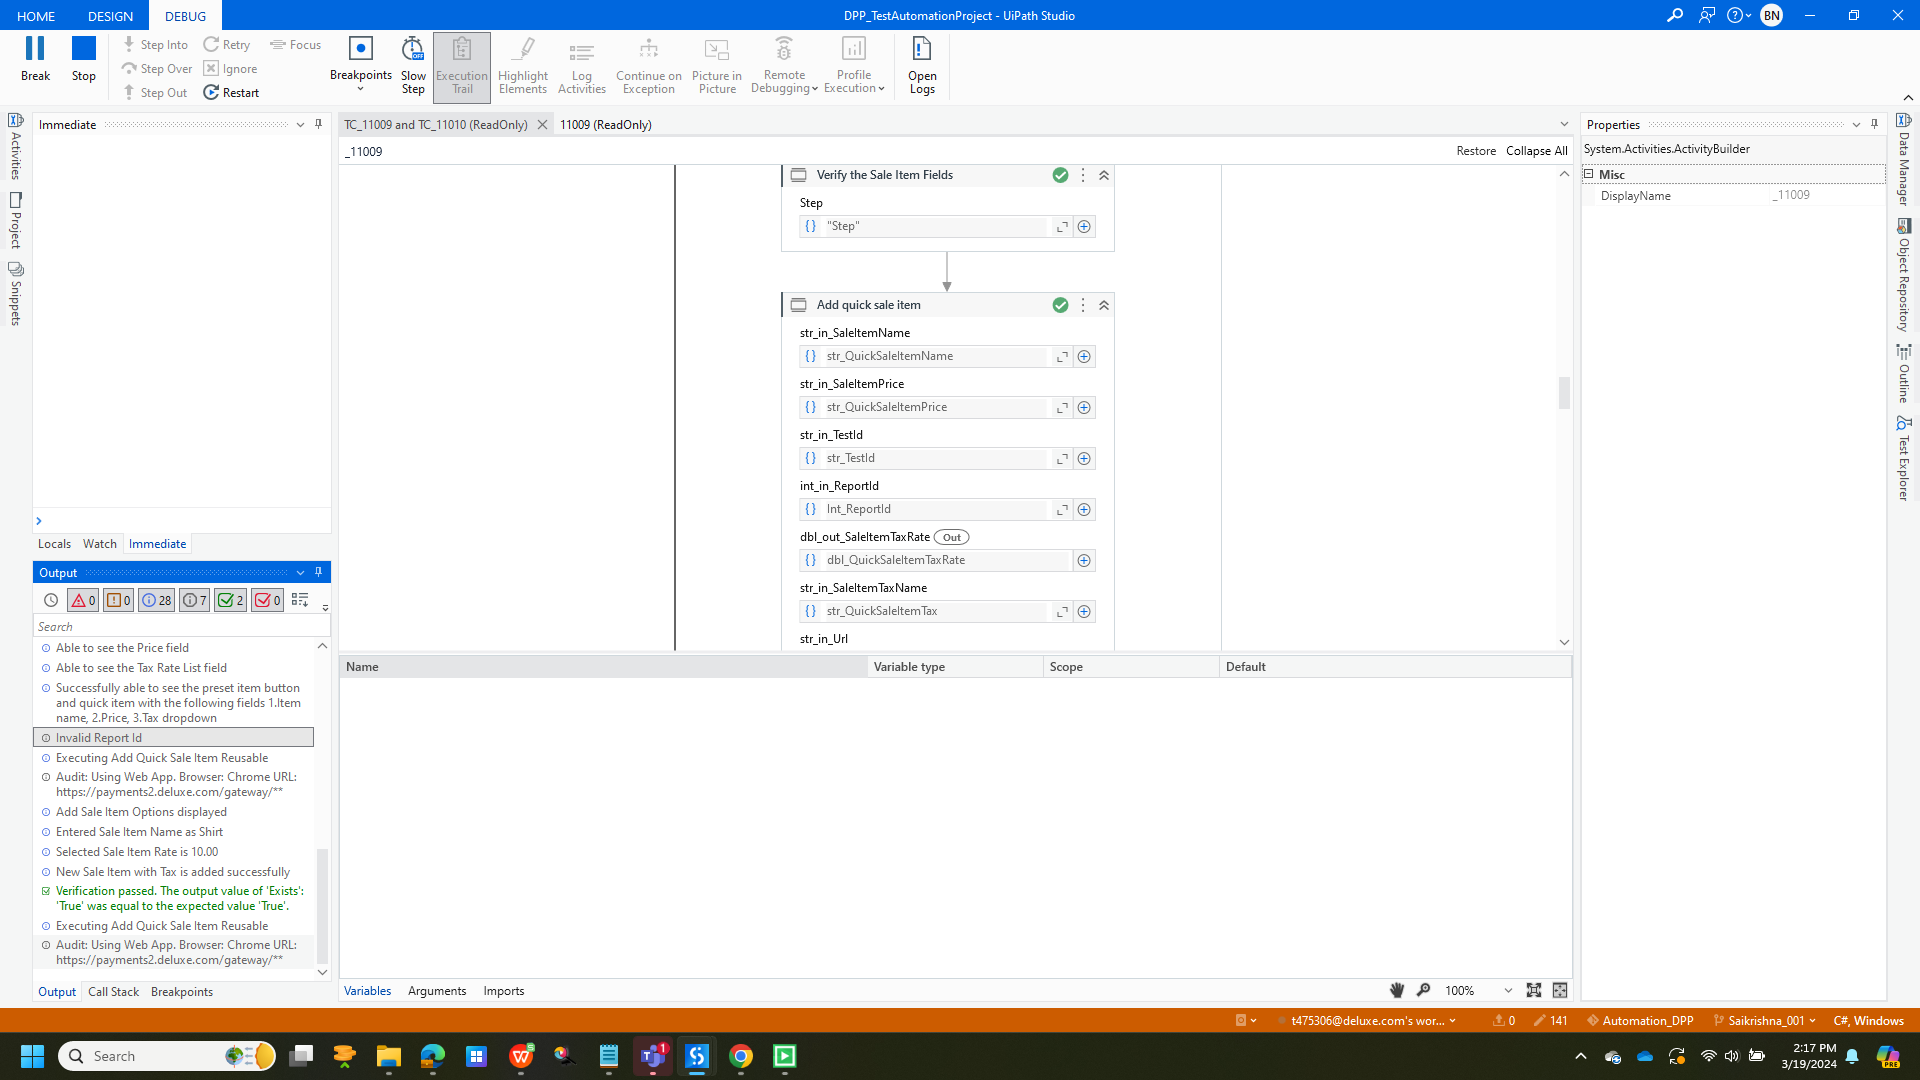 HOME DESIGN DEBUG DPP_TestAutomationProject - UiPath Studio BN
Break Stop Step Into Retry Focus
Step Over Ignore
Step Out Restart
Breakpoints Slow Step Execution Trail Highlight Elements Log Activities Continue on Exception Picture in Picture Remote Debugging Profile Execution Open Logs
Activities
Project
Snippets
Immediate
Locals Watch Immediate
Output
0 0 28 7 2 0
Search
Able to see the Price field
Able to see the Tax Rate List field
Successfully able to see the preset item button
and quick item with the following fields 1.Item
name, 2.Price, 3.Tax dropdown
Invalid Report Id
Executing Add Quick Sale Item Reusable
Audit: Using Web App. Browser: Chrome URL:
https://payments2.deluxe.com/gateway/**
Add Sale Item Options displayed
Entered Sale Item Name as Shirt
Selected Sale Item Rate is 10.00
New Sale Item with Tax is added successfully
Verification passed. The output value of 'Exists':
'True' was equal to the expected value 'True'.
Executing Add Quick Sale Item Reusable
Audit: Using Web App. Browser: Chrome URL:
https://payments2.deluxe.com/gateway/**
Output Call Stack Breakpoints
TC_11009 and TC_11010 (ReadOnly) 11009 (ReadOnly)
_11009 Restore Collapse All
Verify the Sale Item Fields
Step
{} "Step"
Add quick sale item
str_in_SaleItemName
{} str_QuickSaleItemName
str_in_SaleItemPrice
{} str_QuickSaleItemPrice
str_in_TestId
{} str_TestId
int_in_ReportId
{} Int_ReportId
dbl_out_SaleItemTaxRate Out
{} dbl_QuickSaleItemTaxRate
str_in_SaleItemTaxName
{} str_QuickSaleItemTax
str_in_Url
Name Variable type Scope Default
Variables Arguments Imports 100%
Properties
System.Activities.ActivityBuilder
Misc
DisplayName _11009
Data Manager
Object Repository
Outline
Test Explorer
t475306@deluxe.com's wor... 0 141 Automation_DPP Saikrishna_001 C#, Windows
Search 1 2:17 PM
3/19/2024 PRE